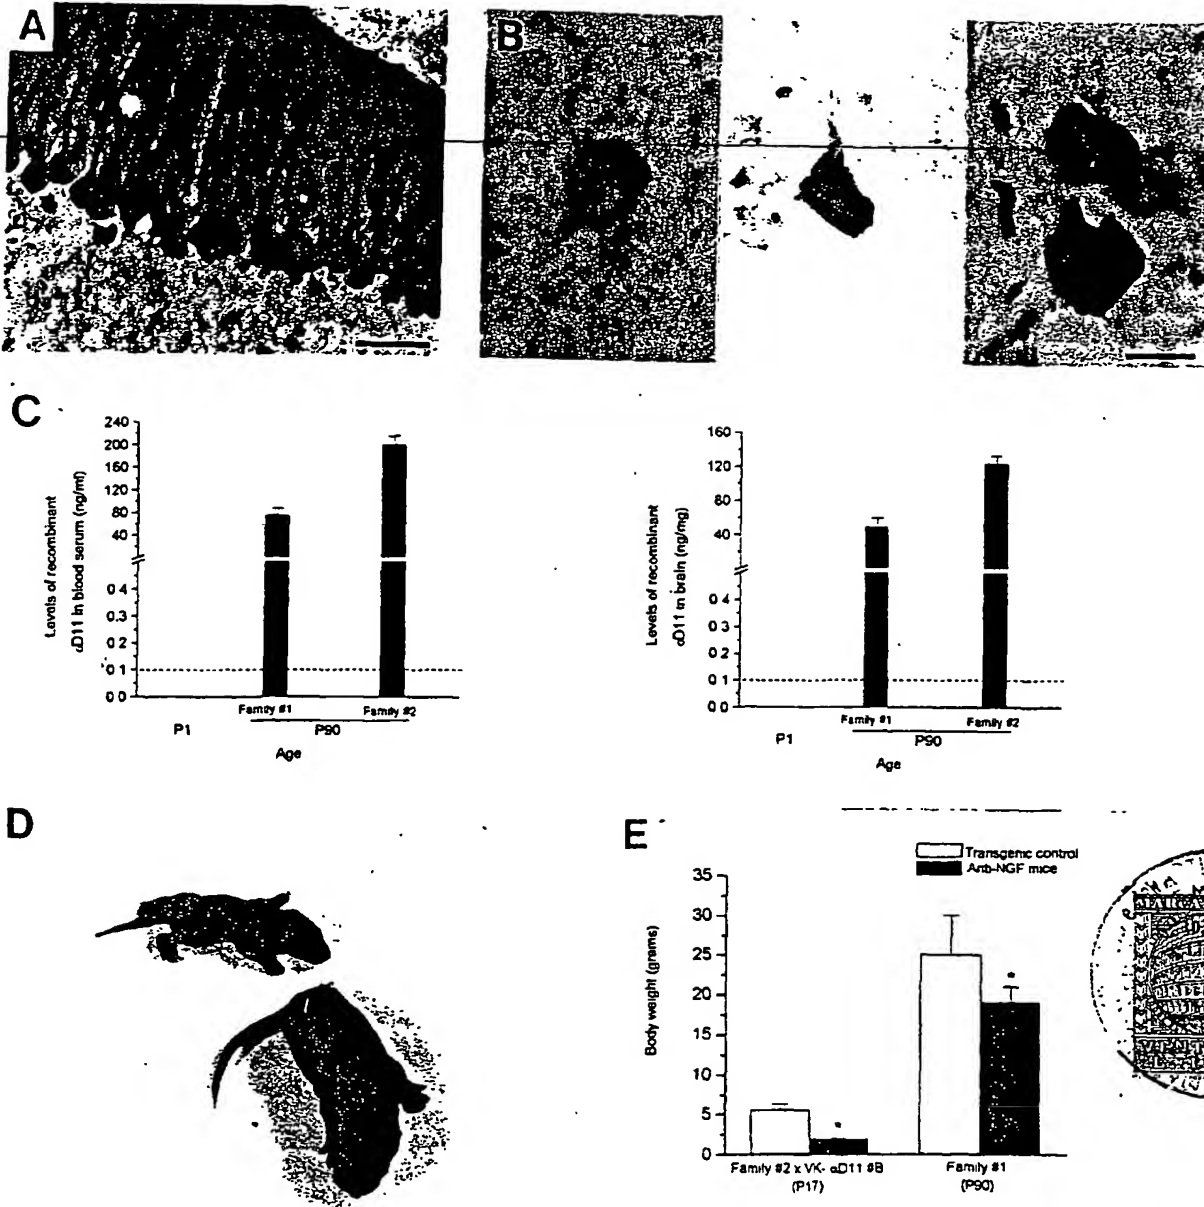 A
B
C
240
200
160
120
80
40
0 4
0.3
0 2
0 1
0.0
Levels of recombinant
αD11 in blood serum (ng/ml)
Family #1
Family #2
P1
P90
Age
160
120
80
40
0 4
0 3
0 2
0 1
0 0
Levels of recombinant
αD11 in brain (ng/mg)
Family #1
Family #2
P1
P90
Age
D
E
Transgenic control
Anti-NGF mice
35
30
25
20
15
10
5
0
Body weight (grams)
*
*
Family #2 x VK- αD11 #B
(P17)
Family #1
(P90)